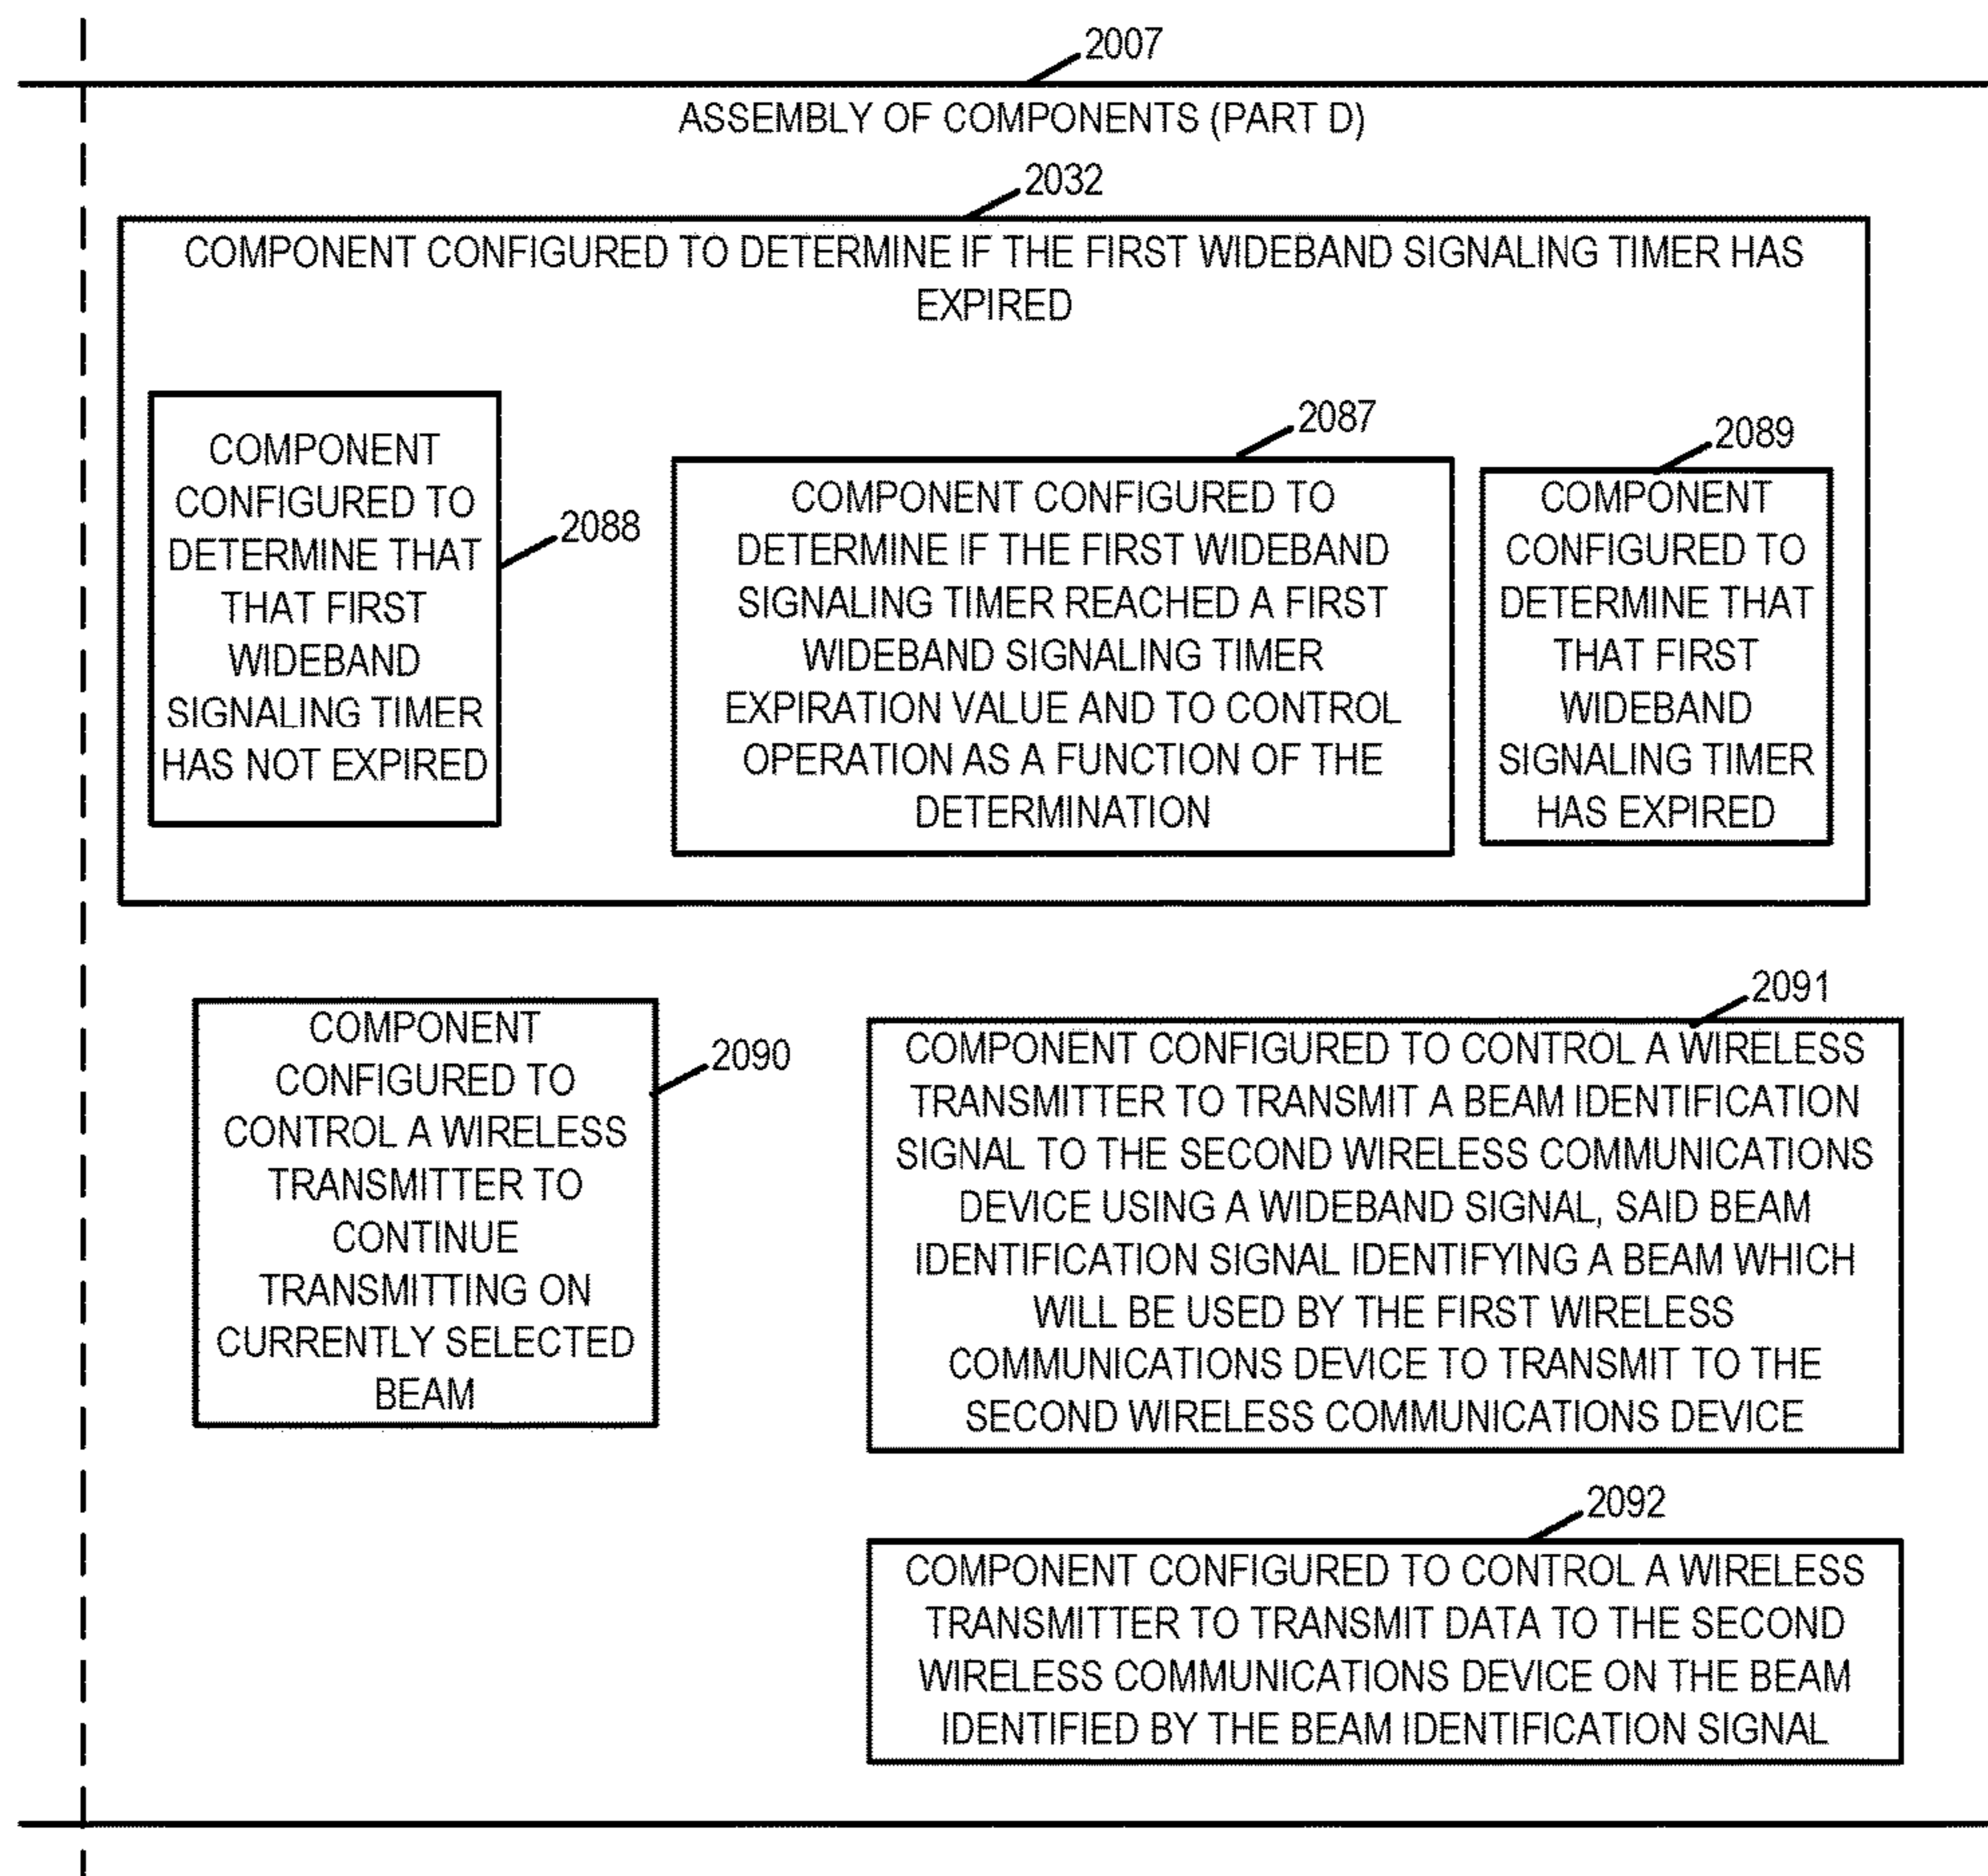 2007
ASSEMBLY OF COMPONENTS (PART D)
2032
COMPONENT CONFIGURED TO DETERMINE IF THE FIRST WIDEBAND SIGNALING TIMER HAS
EXPIRED
COMPONENT
CONFIGURED TO
DETERMINE THAT
THAT FIRST
WIDEBAND
SIGNALING TIMER
HAS NOT EXPIRED
2088
2087
COMPONENT CONFIGURED TO
DETERMINE IF THE FIRST WIDEBAND
SIGNALING TIMER REACHED A FIRST
WIDEBAND SIGNALING TIMER
EXPIRATION VALUE AND TO CONTROL
OPERATION AS A FUNCTION OF THE
DETERMINATION
2089
COMPONENT
CONFIGURED TO
DETERMINE THAT
THAT FIRST
WIDEBAND
SIGNALING TIMER
HAS EXPIRED
COMPONENT
CONFIGURED TO
CONTROL A WIRELESS
TRANSMITTER TO
CONTINUE
TRANSMITTING ON
CURRENTLY SELECTED
BEAM
2090
2091
COMPONENT CONFIGURED TO CONTROL A WIRELESS
TRANSMITTER TO TRANSMIT A BEAM IDENTIFICATION
SIGNAL TO THE SECOND WIRELESS COMMUNICATIONS
DEVICE USING A WIDEBAND SIGNAL, SAID BEAM
IDENTIFICATION SIGNAL IDENTIFYING A BEAM WHICH
WILL BE USED BY THE FIRST WIRELESS
COMMUNICATIONS DEVICE TO TRANSMIT TO THE
SECOND WIRELESS COMMUNICATIONS DEVICE
2092
COMPONENT CONFIGURED TO CONTROL A WIRELESS
TRANSMITTER TO TRANSMIT DATA TO THE SECOND
WIRELESS COMMUNICATIONS DEVICE ON THE BEAM
IDENTIFIED BY THE BEAM IDENTIFICATION SIGNAL